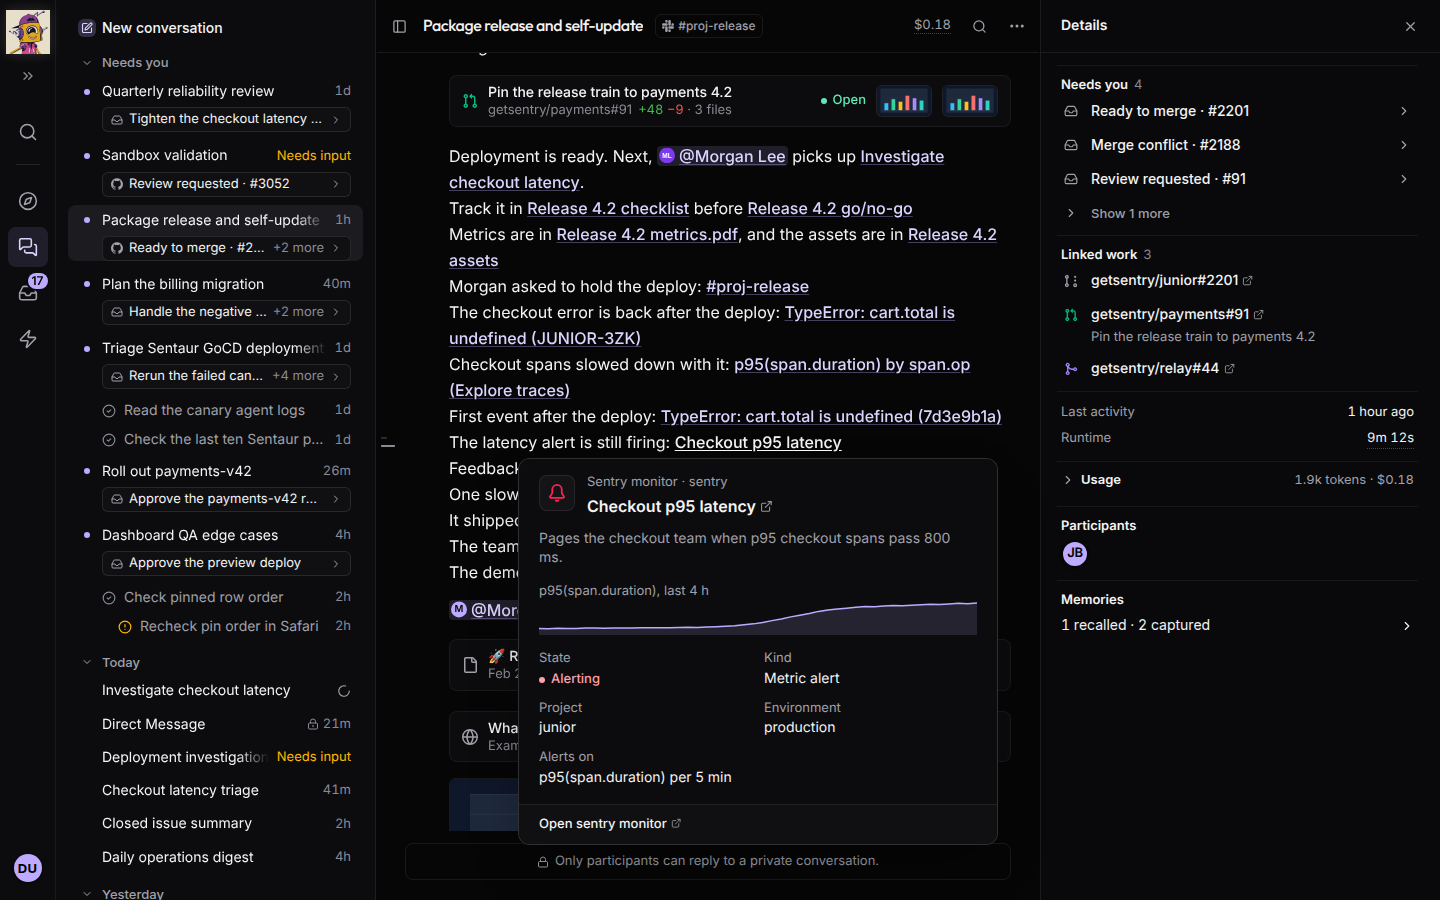 New conversation
Needs you
Quarterly reliability review 1d
Tighten the checkout latency ...
Sandbox validation Needs input
Review requested · #3052
Package release and self-update 1h
Ready to merge · #2... +2 more
Plan the billing migration 40m
Handle the negative ... +2 more
Triage Sentaur GoCD deployment 1d
Rerun the failed can... +4 more
Read the canary agent logs 1d
Check the last ten Sentaur p... 1d
Roll out payments-v42 26m
Approve the payments-v42 r...
Dashboard QA edge cases 4h
Approve the preview deploy
Check pinned row order 2h
Recheck pin order in Safari 2h
Today
Investigate checkout latency
Direct Message 21m
Deployment investigation Needs input
Checkout latency triage 41m
Closed issue summary 2h
Daily operations digest 4h
Yesterday
17
DU
Package release and self-update #proj-release $0.18
Pin the release train to payments 4.2
getsentry/payments#91 +48 −9 · 3 files
Open
Deployment is ready. Next, ML @Morgan Lee picks up Investigate
checkout latency.
Track it in Release 4.2 checklist before Release 4.2 go/no-go
Metrics are in Release 4.2 metrics.pdf, and the assets are in Release 4.2
assets
Morgan asked to hold the deploy: #proj-release
The checkout error is back after the deploy: TypeError: cart.total is
undefined (JUNIOR-3ZK)
Checkout spans slowed down with it: p95(span.duration) by span.op
(Explore traces)
First event after the deploy: TypeError: cart.total is undefined (7d3e9b1a)
The latency alert is still firing: Checkout p95 latency
Feedback
One slow
It shipped
The team
The dem
M @Mor
🚀 R
Feb 2
Wha
Exam
Sentry monitor · sentry
Checkout p95 latency
Pages the checkout team when p95 checkout spans pass 800
ms.
p95(span.duration), last 4 h
State Kind
Alerting Metric alert
Project Environment
junior production
Alerts on
p95(span.duration) per 5 min
Open sentry monitor
Only participants can reply to a private conversation.
Details
Needs you 4
Ready to merge · #2201
Merge conflict · #2188
Review requested · #91
Show 1 more
Linked work 3
getsentry/junior#2201
getsentry/payments#91
Pin the release train to payments 4.2
getsentry/relay#44
Last activity 1 hour ago
Runtime 9m 12s
Usage 1.9k tokens · $0.18
Participants
JB
Memories
1 recalled · 2 captured